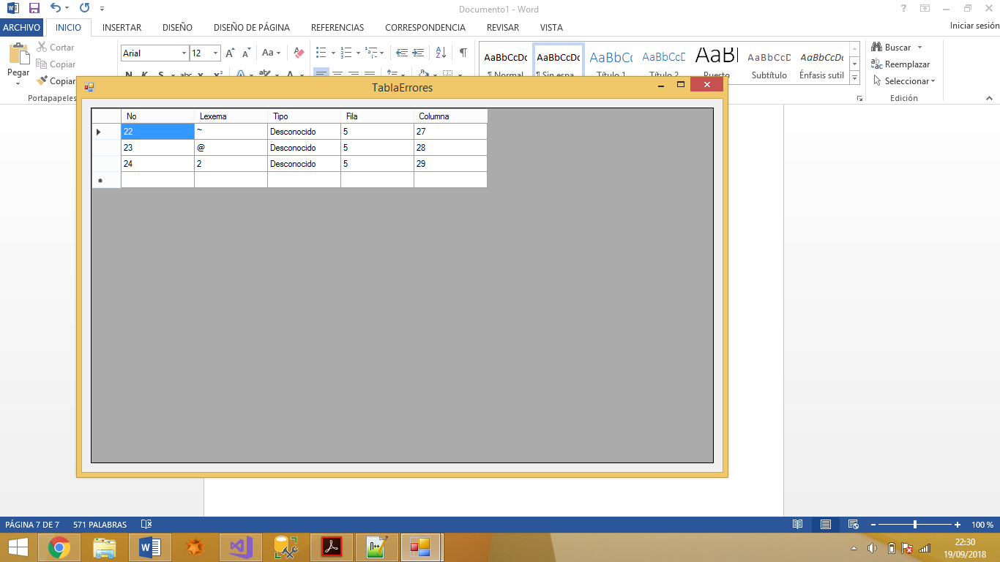 Documento1 - Word
ARCHIVO INICIO INSERTAR DISEÑO DISEÑO DE PÁGINA REFERENCIAS CORRESPONDENCIA REVISAR VISTA Iniciar sesión
Pegar
Cortar
Copiar
Copiar
Portapapeles
Arial 12
AaBbCcDc AaBbCcDc AaBbCc AaBbCcD AaB AaBbCcD AaBbCcDc
¶ Normal ¶ Sin espa... Título 1 Título 2 Puesto Subtítulo Énfasis sutil
Buscar
Reemplazar
Seleccionar
Edición
TablaErrores
No Lexema Tipo Fila Columna
22 ~ Desconocido 5 27
23 @ Desconocido 5 28
24 2 Desconocido 5 29
PÁGINA 7 DE 7 571 PALABRAS 100 %
22:30
19/09/2018